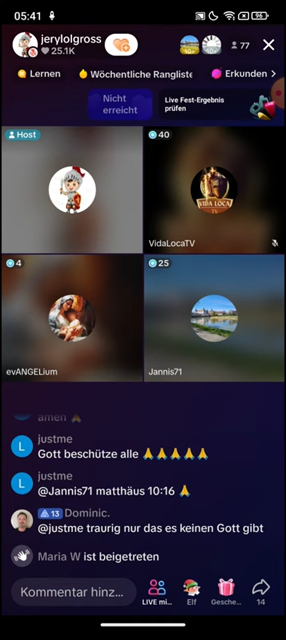 05:41
96
jerylolgross
25.1K
77
Lernen
Wöchentliche Rangliste
Erkunden
Nicht
erreicht
Live Fest-Ergebnis
prüfen
Host
40
VIDA LOCA
VidaLocaTV
4
25
evANGELium
Jannis71
amen 🙏
L
justme
Gott beschütze alle 🙏🙏🙏🙏🙏
L
justme
@Jannis71 matthäus 10:16 🙏
13 Dominic.
@justme traurig nur das es keinen Gott gibt
Maria W ist beigetreten
Kommentar hinz...
LIVE mi...
Elf
Gesche...
14